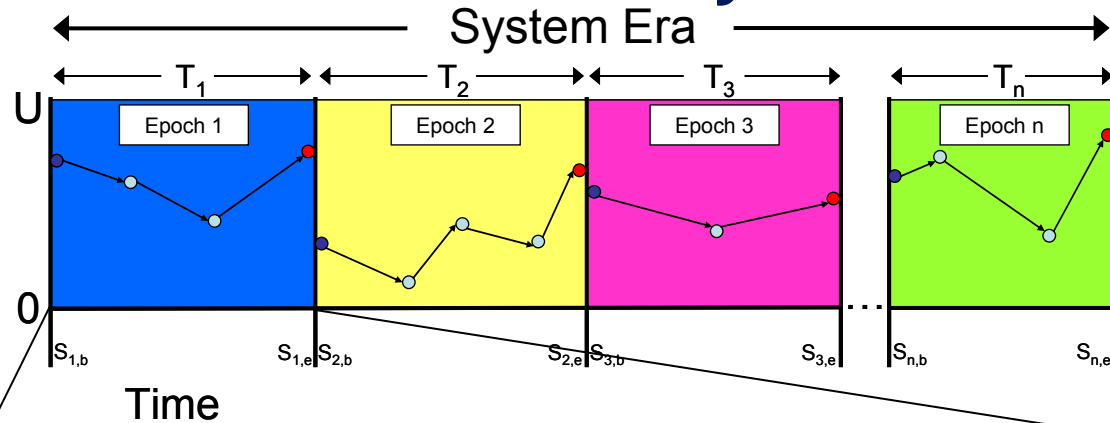 System Era
T1 T2 T3 Tn
U
Epoch 1 Epoch 2 Epoch 3 Epoch n
0
....
S1,b S1,e S2,b S2,e S3,b S3,e Sn,b Sn,e
Time